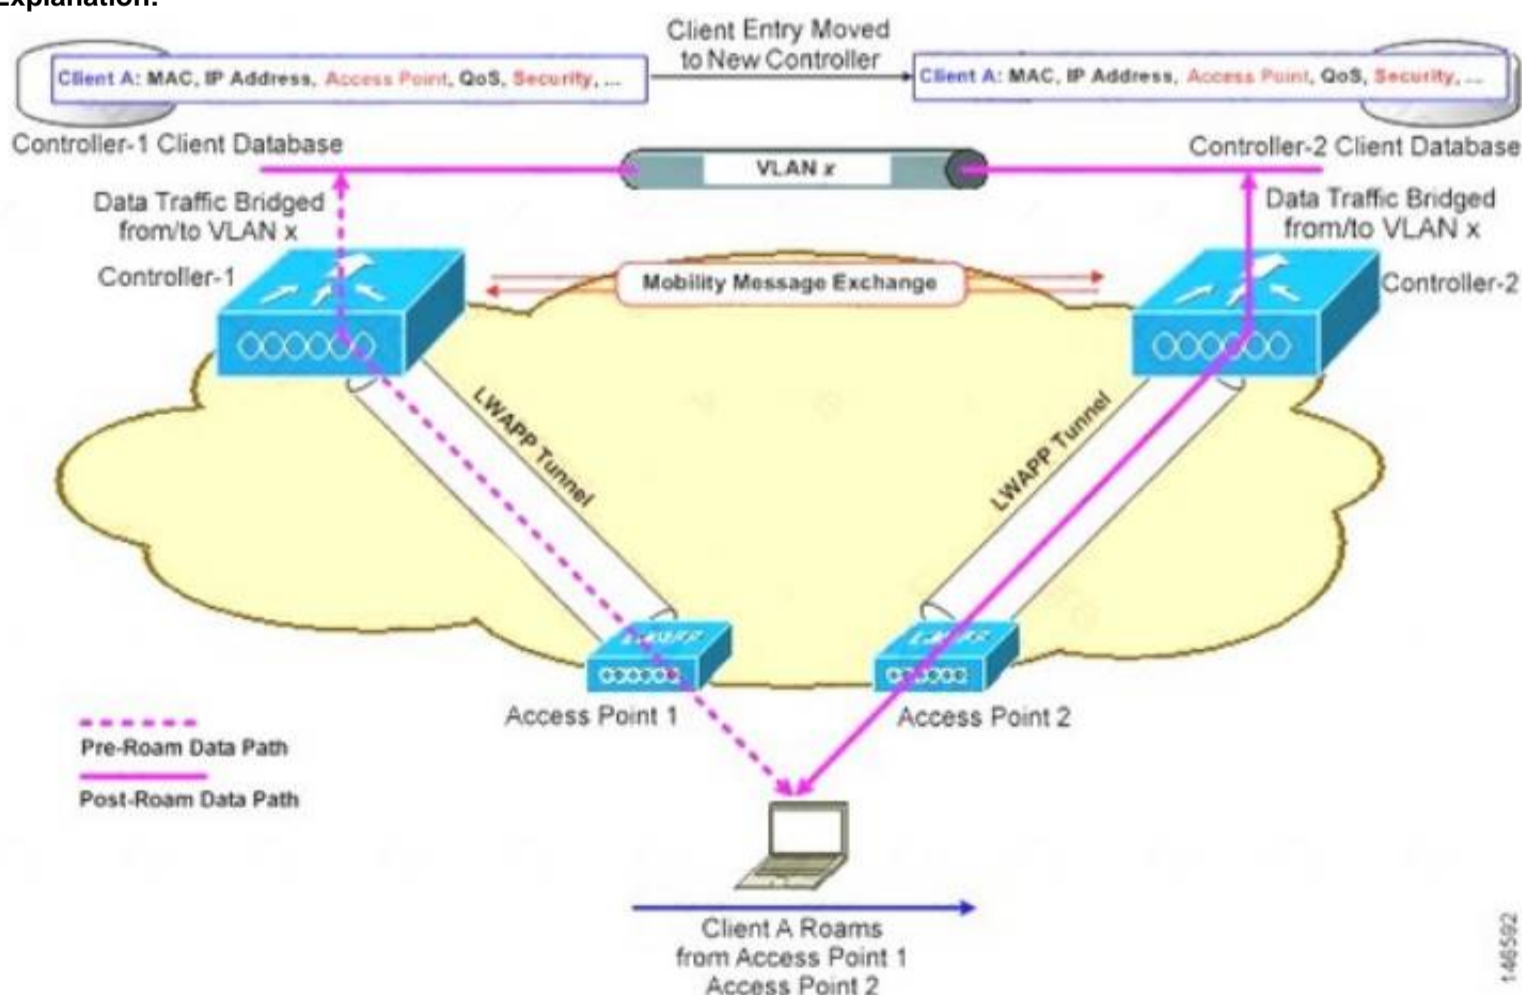 Explanation:
Client Entry Moved
to New Controller
Client A: MAC, IP Address, Access Point, QoS, Security, ...
Client A: MAC, IP Address, Access Point, QoS, Security, ...
Controller-1 Client Database
Controller-2 Client Database
VLAN x
Data Traffic Bridged
from/to VLAN x
Data Traffic Bridged
from/to VLAN x
Controller-1
Mobility Message Exchange
Controller-2
LWAPP Tunnel
LWAPP Tunnel
LWAPP
LWAPP
Access Point 1
Access Point 2
Pre-Roam Data Path
Post-Roam Data Path
Client A Roams
from Access Point 1
Access Point 2
146592